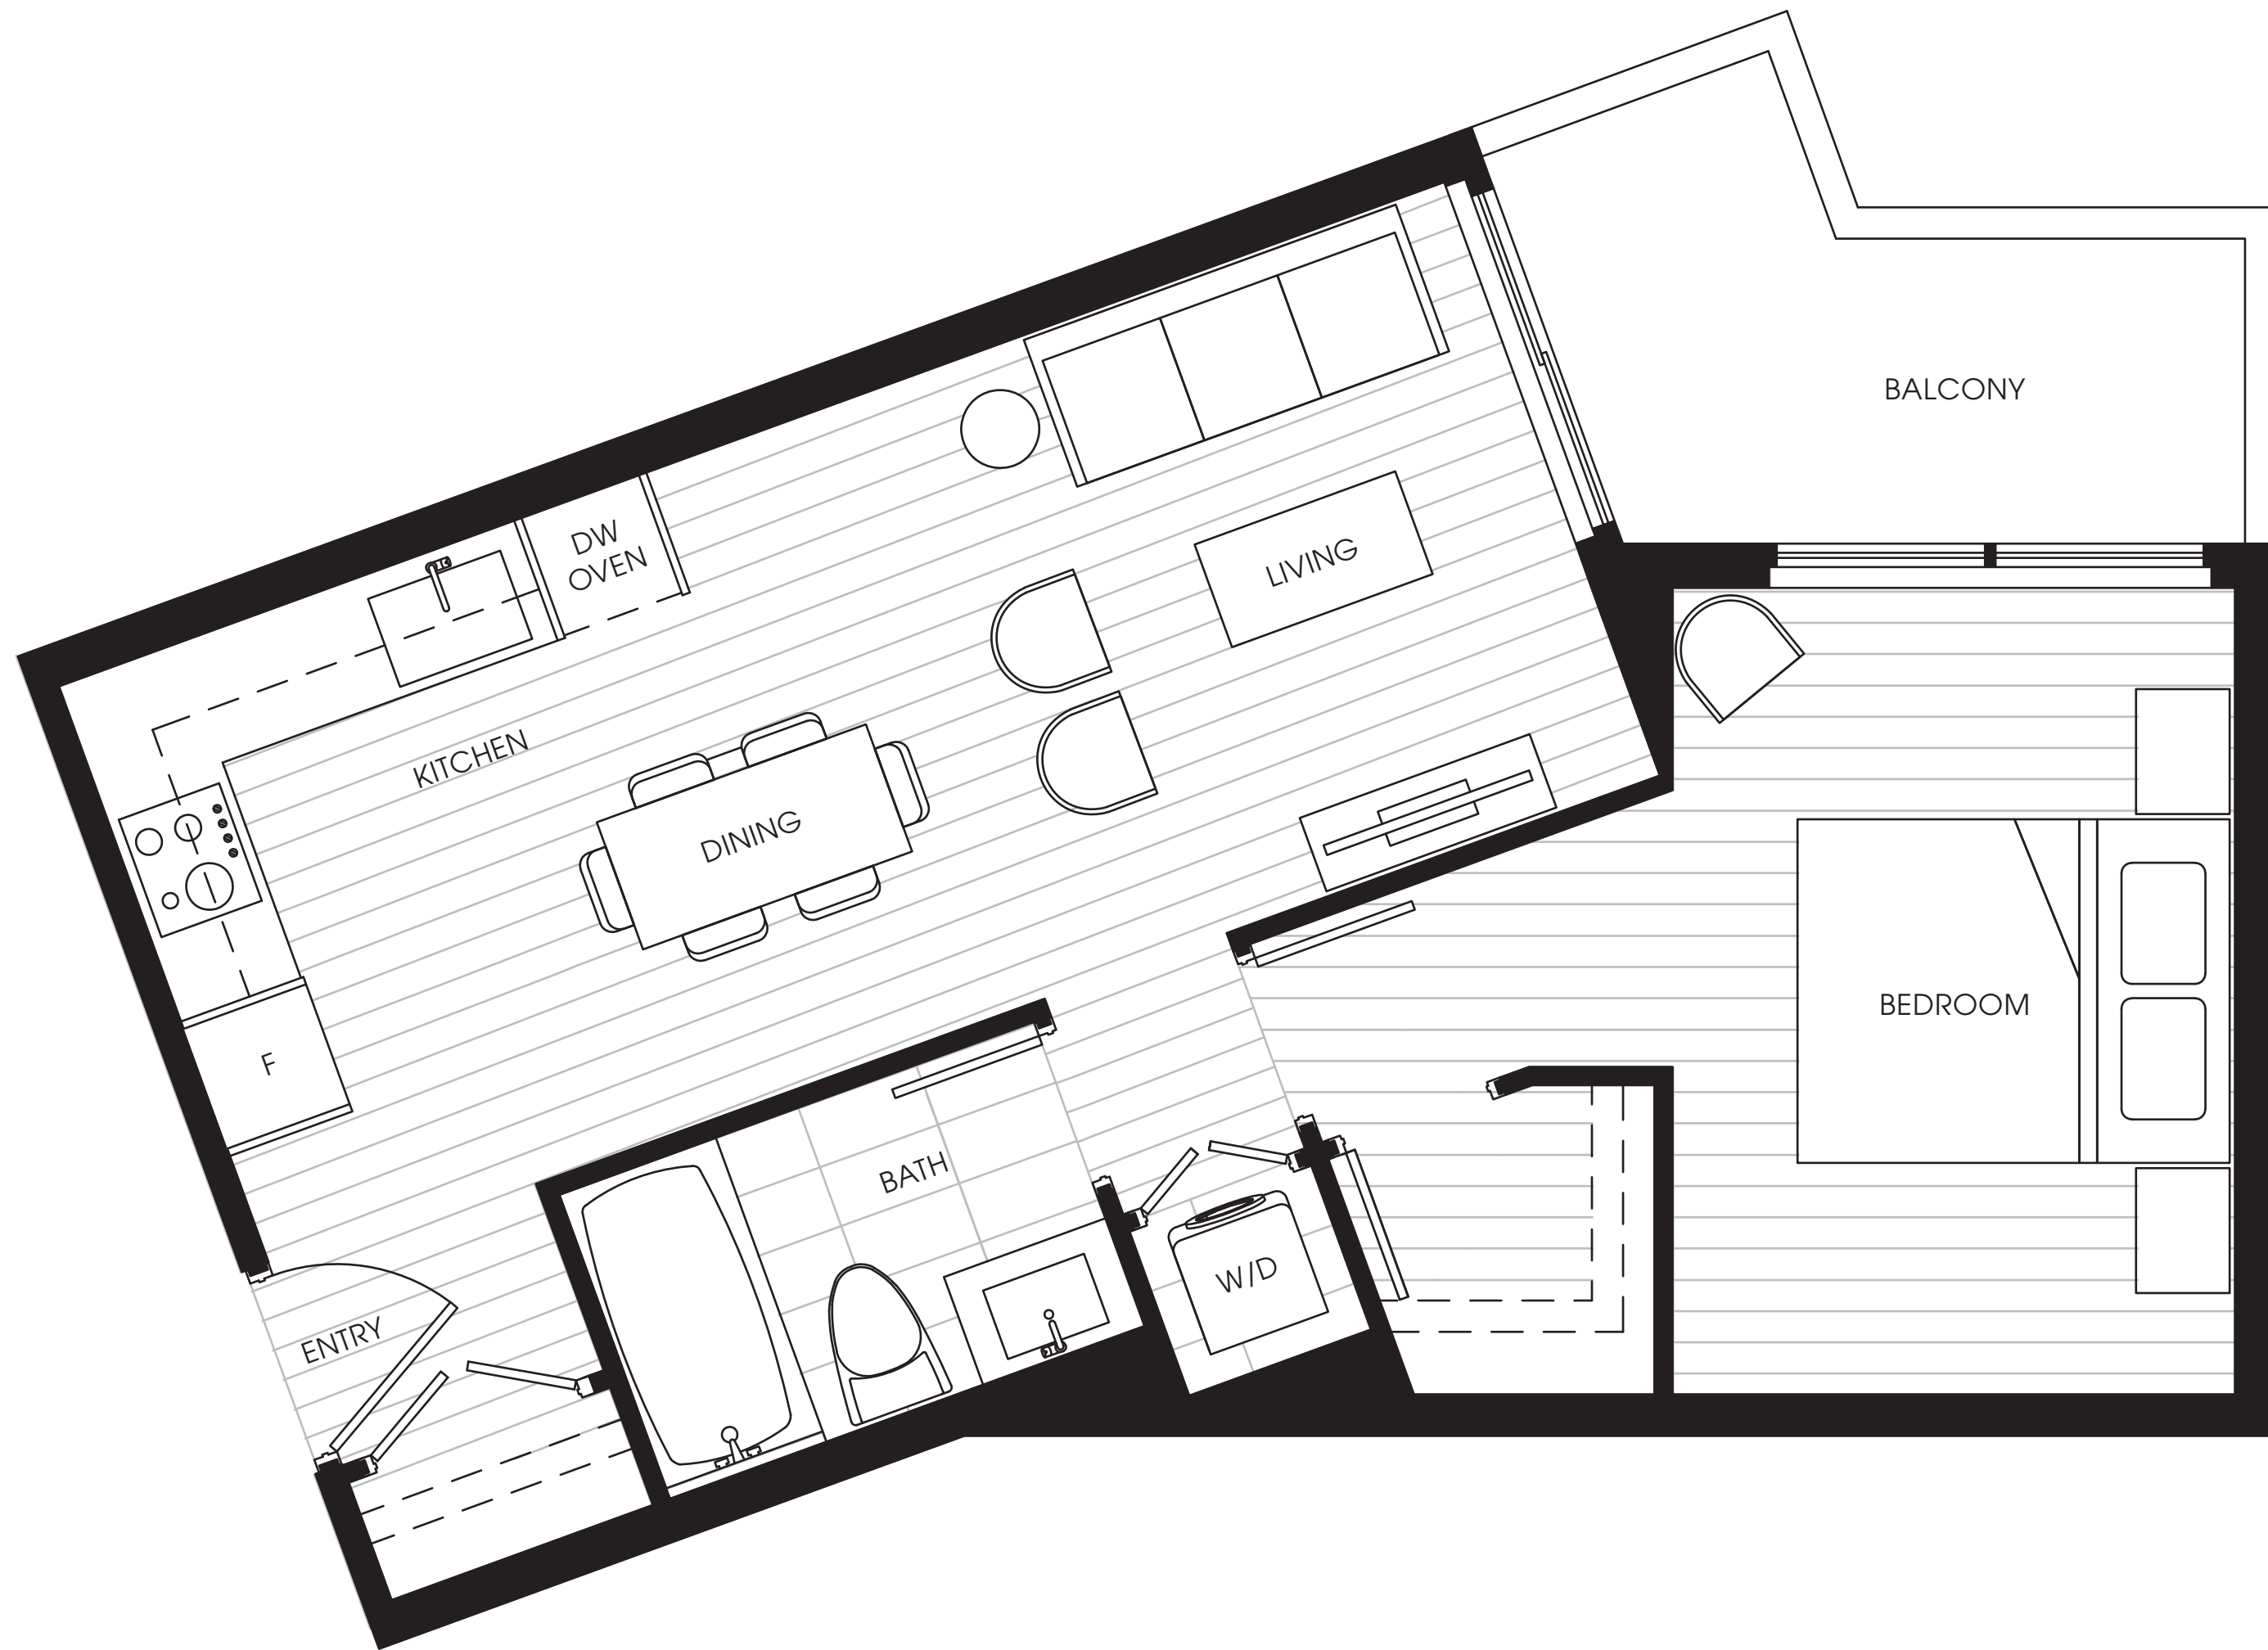 BALCONY
DW
OVEN
LIVING
KITCHEN
DINING
BEDROOM
F
BATH
W/D
ENTRY